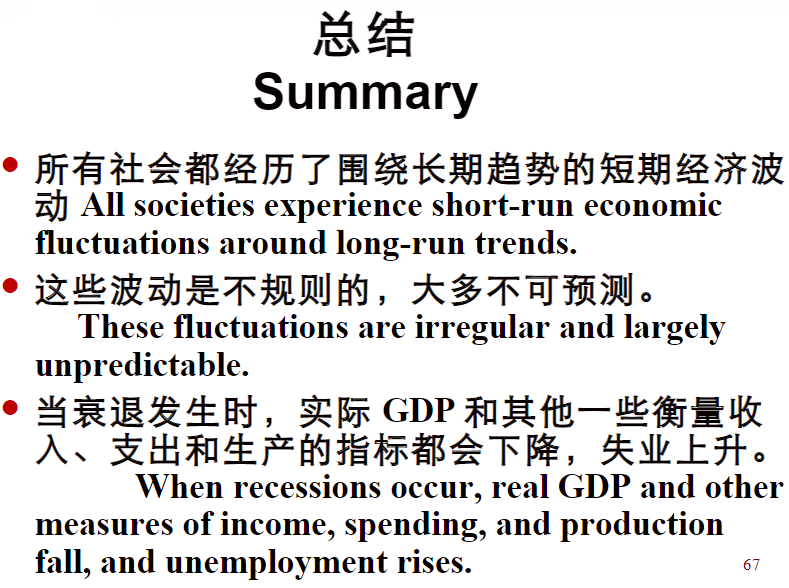 总结
Summary
所有社会都经历了围绕长期趋势的短期经济波
动 All societies experience short-run economic
fluctuations around long-run trends.
这些波动是不规则的，大多不可预测。
These fluctuations are irregular and largely
unpredictable.
当衰退发生时，实际 GDP 和其他一些衡量收
入、支出和生产的指标都会下降，失业上升。
When recessions occur, real GDP and other
measures of income, spending, and production
fall, and unemployment rises.
67